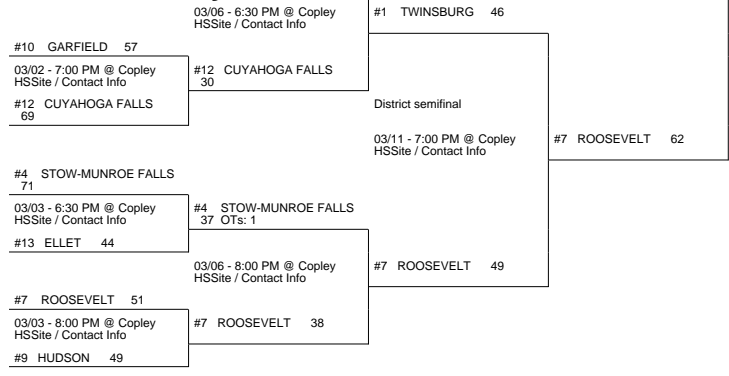 03/06 - 6:30 PM @ Copley
HSSite / Contact Info
#1 TWINSBURG 46
#10 GARFIELD 57
03/02 - 7:00 PM @ Copley
HSSite / Contact Info
#12 CUYAHOGA FALLS
30
#12 CUYAHOGA FALLS
69
District semifinal
03/11 - 7:00 PM @ Copley
HSSite / Contact Info
#7 ROOSEVELT 62
#4 STOW-MUNROE FALLS
71
03/03 - 6:30 PM @ Copley
HSSite / Contact Info
#4 STOW-MUNROE FALLS
37 OTs: 1
#13 ELLET 44
03/06 - 8:00 PM @ Copley
HSSite / Contact Info
#7 ROOSEVELT 49
#7 ROOSEVELT 51
03/03 - 8:00 PM @ Copley
HSSite / Contact Info
#7 ROOSEVELT 38
#9 HUDSON 49